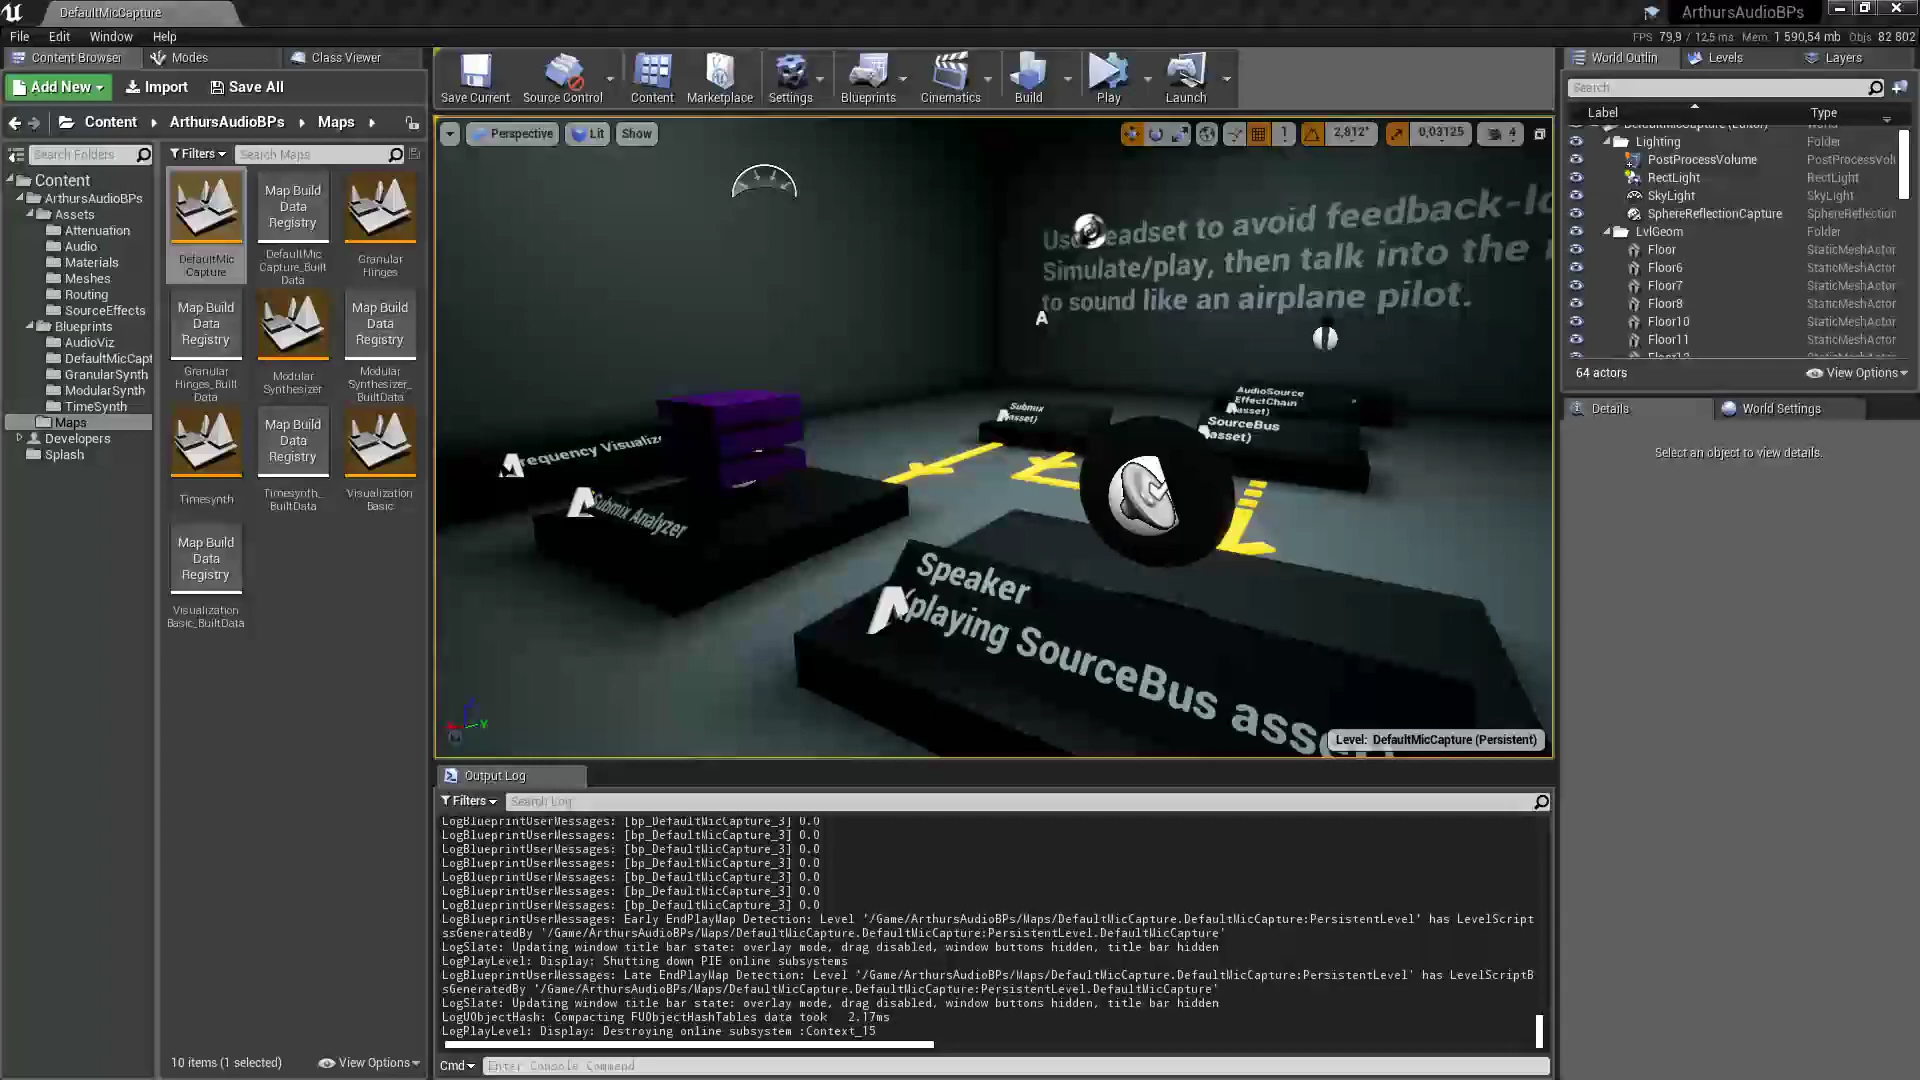 DefaultMicCapture
ArthursAudioBPs
File Edit Window Help
FPS 79,9 / 12,5 ms Mem: 1 590,54 mb Objs: 82 802
Content Browser Modes Class Viewer
Add New Import Save All
Content ArthursAudioBPs Maps
Search Folders
Filters Search Maps
Content
ArthursAudioBPs
Assets
Attenuation
Audio
Materials
Meshes
Routing
SourceEffects
Blueprints
AudioViz
DefaultMicCapt
GranularSynth
ModularSynth
TimeSynth
Maps
Developers
Splash
DefaultMic
Capture
Map Build
Data
Registry
DefaultMic
Capture_Built
Data
Granular
Hinges
Map Build
Data
Registry
Granular
Hinges_Built
Data
Modular
Synthesizer
Map Build
Data
Registry
Modular
Synthesizer_
BuiltData
Timesynth
Map Build
Data
Registry
Timesynth_
BuiltData
Visualization
Basic
Map Build
Data
Registry
Visualization
Basic_BuiltData
10 items (1 selected) View Options
Save Current Source Control Content Marketplace Settings Blueprints Cinematics Build Play Launch
Perspective Lit Show
1 2,812° 0,03125 4
headset to avoid
Simulate/play, then talk into the
to sound like an airplane pilot.
Submix
(asset)
AudioSource
EffectChain
(asset)
SourceBus
(asset)
Submix Analyzer
Speaker
(playing SourceBus
Level: DefaultMicCapture (Persistent)
Output Log
Filters Search Log
LogBlueprintUserMessages: [bp_DefaultMicCapture_3] 0.0
LogBlueprintUserMessages: [bp_DefaultMicCapture_3] 0.0
LogBlueprintUserMessages: [bp_DefaultMicCapture_3] 0.0
LogBlueprintUserMessages: [bp_DefaultMicCapture_3] 0.0
LogBlueprintUserMessages: [bp_DefaultMicCapture_3] 0.0
LogBlueprintUserMessages: [bp_DefaultMicCapture_3] 0.0
LogBlueprintUserMessages: [bp_DefaultMicCapture_3] 0.0
LogBlueprintUserMessages: Early EndPlayMap Detection: Level '/Game/ArthursAudioBPs/Maps/DefaultMicCapture.DefaultMicCapture:PersistentLevel' has LevelScript
ssGeneratedBy '/Game/ArthursAudioBPs/Maps/DefaultMicCapture.DefaultMicCapture:PersistentLevel.DefaultMicCapture'
LogSlate: Updating window title bar state: overlay mode, drag disabled, window buttons hidden, title bar hidden
LogPlayLevel: Display: Shutting down PIE online subsystems
LogBlueprintUserMessages: Late EndPlayMap Detection: Level '/Game/ArthursAudioBPs/Maps/DefaultMicCapture.DefaultMicCapture:PersistentLevel' has LevelScriptB
sGeneratedBy '/Game/ArthursAudioBPs/Maps/DefaultMicCapture.DefaultMicCapture:PersistentLevel.DefaultMicCapture'
LogSlate: Updating window title bar state: overlay mode, drag disabled, window buttons hidden, title bar hidden
LogUObjectHash: Compacting FUObjectHashTables data took 2.17ms
LogPlayLevel: Display: Destroying online subsystem :Context_15
Cmd Enter Console Command
World Outlin Levels Layers
Search
Label Type
DefaultMicCapture (Editor) World
Lighting Folder
PostProcessVolume PostProcessVolu
RectLight RectLight
SkyLight SkyLight
SphereReflectionCapture SphereReflection
LvlGeom Folder
Floor StaticMeshActor
Floor6 StaticMeshActor
Floor7 StaticMeshActor
Floor8 StaticMeshActor
Floor10 StaticMeshActor
Floor11 StaticMeshActor
64 actors View Options
Details World Settings
Select an object to view details.